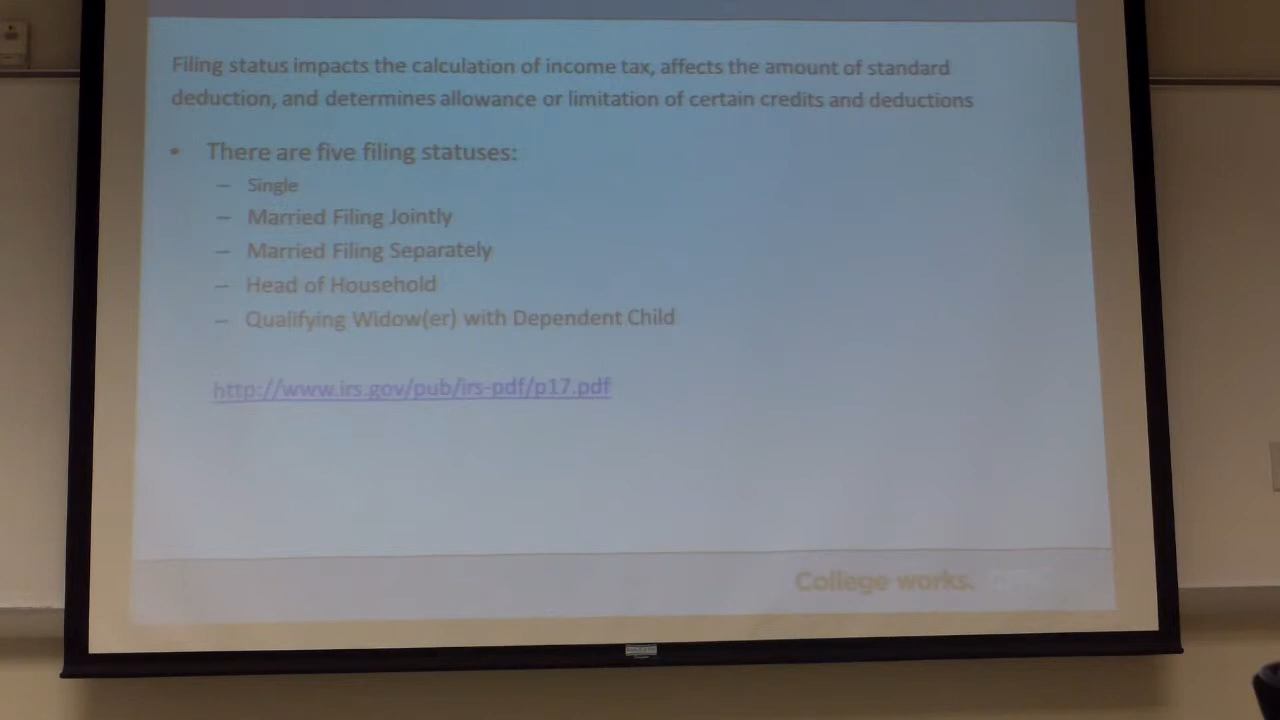 Filing status impacts the calculation of income tax, affects the amount of standard
deduction, and determines allowance or limitation of certain credits and deductions
• There are five filing statuses:
– Single
– Married Filing Jointly
– Married Filing Separately
– Head of Household
– Qualifying Widow(er) with Dependent Child
http://www.irs.gov/pub/irs-pdf/p17.pdf
College works.